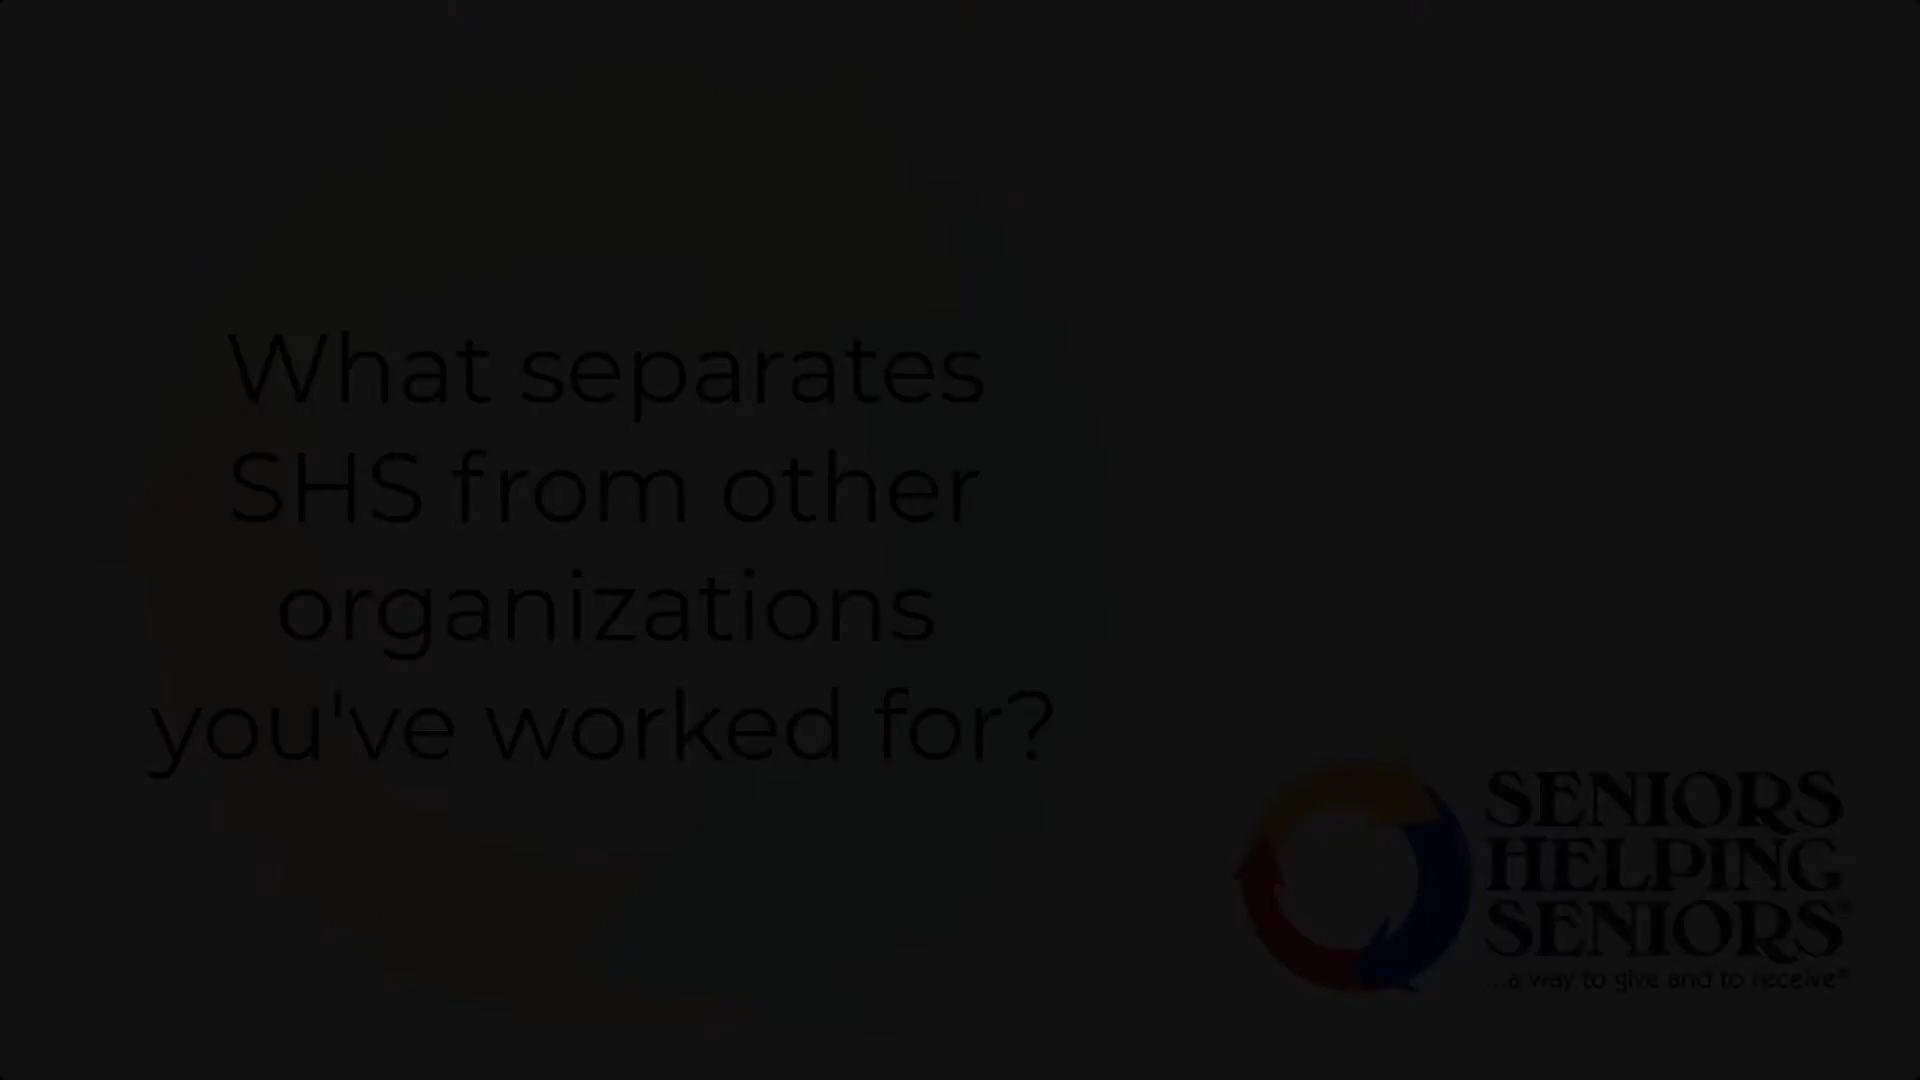 What separates
SHS from other
organizations
you've worked for?
SENIORS
HELPING
SENIORS®
...a way to give and to receive®